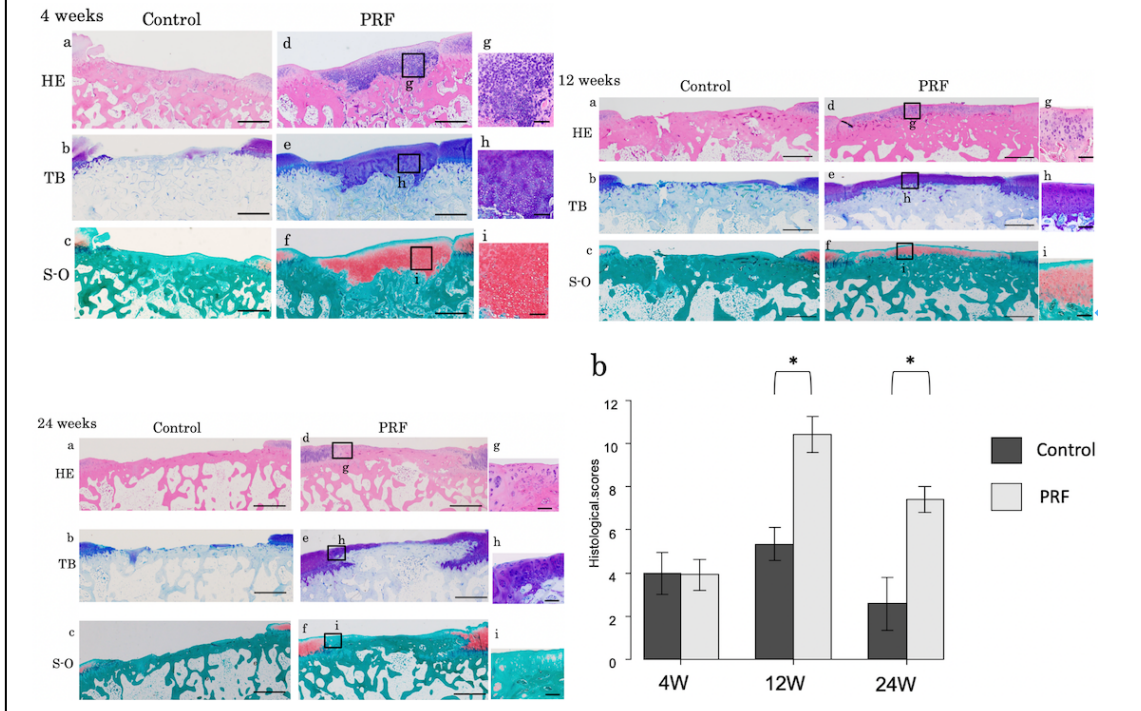 4 weeks
Control PRF
a d g
HE
g
b e h
TB
h
c f i
S-O
i
12 weeks
Control PRF
a d g
HE
g
b e h
TB
h
c f i
S-O
i
24 weeks
Control PRF
a d g
HE
g
b e h h
TB
c f i i
S-O
b
* *
Histological.scores
12
10
8
6
4
2
0
4W 12W 24W
Control
PRF